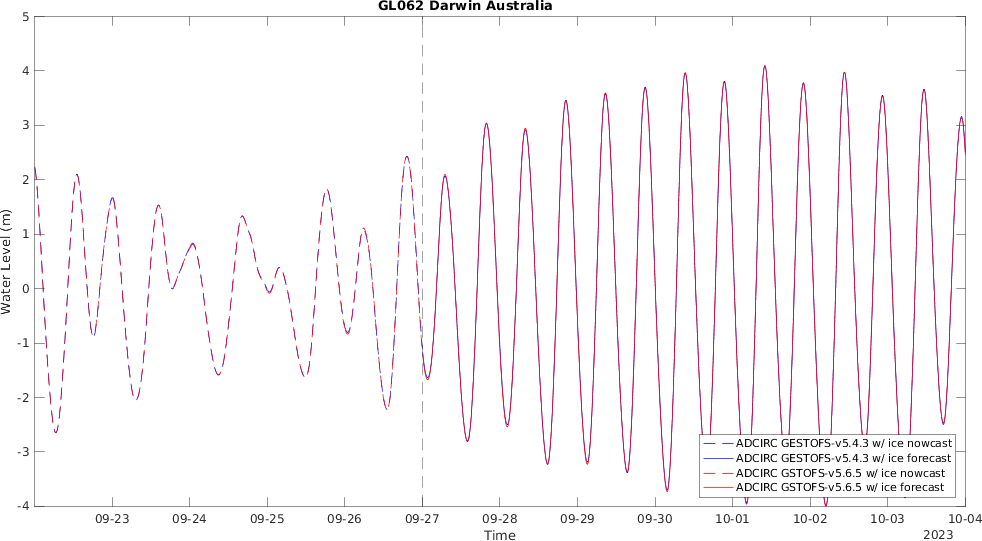 GL062 Darwin Australia
5
4
3
2
1
0
-1
-2
-3
-4
Water Level (m)
ADCIRC GESTOFS-v5.4.3 w/ ice nowcast
ADCIRC GESTOFS-v5.4.3 w/ ice forecast
ADCIRC GSTOFS-v5.6.5 w/ ice nowcast
ADCIRC GSTOFS-v5.6.5 w/ ice forecast
09-23 09-24 09-25 09-26 09-27 09-28 09-29 09-30 10-01 10-02 10-03 10-04
Time
2023